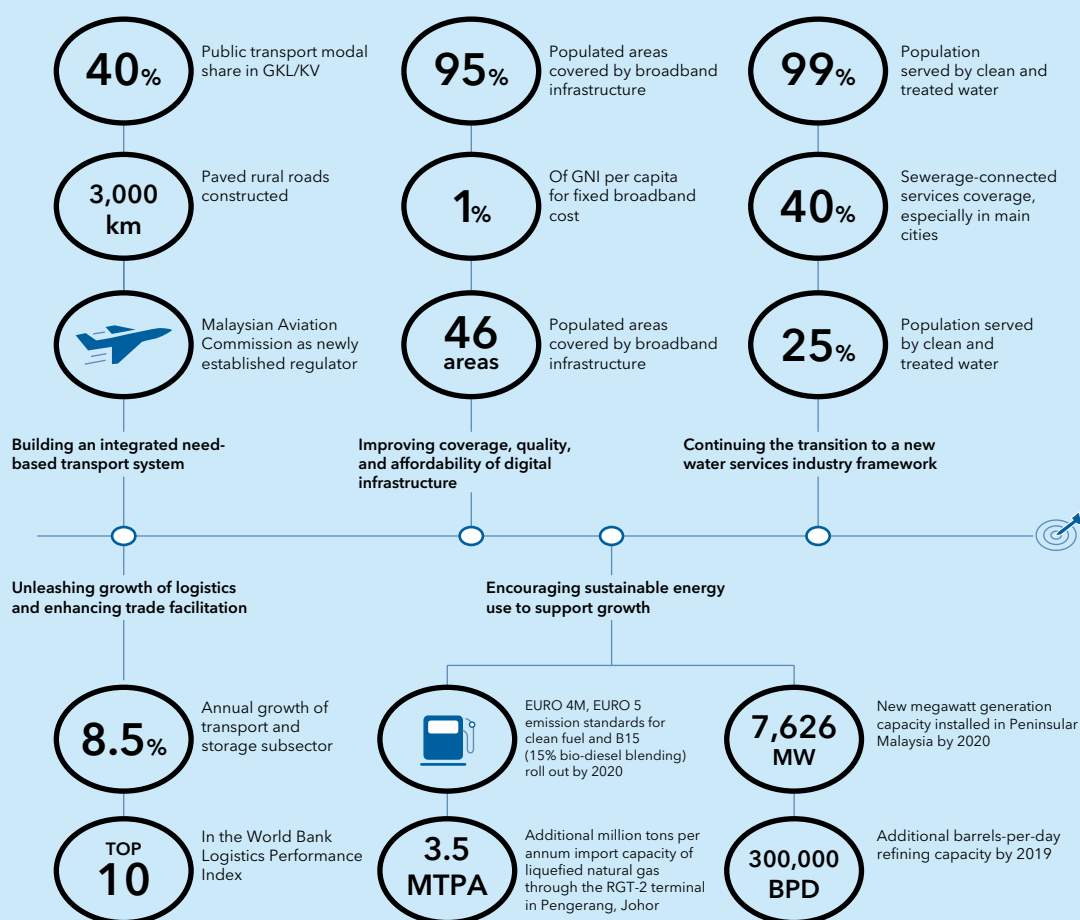 40%
Public transport modal
share in GKL/KV
3,000
km
Paved rural roads
constructed
Malaysian Aviation
Commission as newly
established regulator
Building an integrated need-
based transport system
95%
Populated areas
covered by broadband
infrastructure
1%
Of GNI per capita
for fixed broadband
cost
46
areas
Populated areas
covered by broadband
infrastructure
Improving coverage, quality,
and affordability of digital
infrastructure
99%
Population
served by clean and
treated water
40%
Sewerage-connected
services coverage,
especially in main
cities
25%
Population served
by clean and
treated water
Continuing the transition to a new
water services industry framework
Unleashing growth of logistics
and enhancing trade facilitation
8.5%
Annual growth of
transport and
storage subsector
TOP
10
In the World Bank
Logistics Performance
Index
Encouraging sustainable energy
use to support growth
EURO 4M, EURO 5
emission standards for
clean fuel and B15
(15% bio-diesel blending)
roll out by 2020
3.5
MTPA
Additional million tons per
annum import capacity of
liquefied natural gas
through the RGT-2 terminal
in Pengerang, Johor
7,626
MW
New megawatt generation
capacity installed in Peninsular
Malaysia by 2020
300,000
BPD
Additional barrels-per-day
refining capacity by 2019